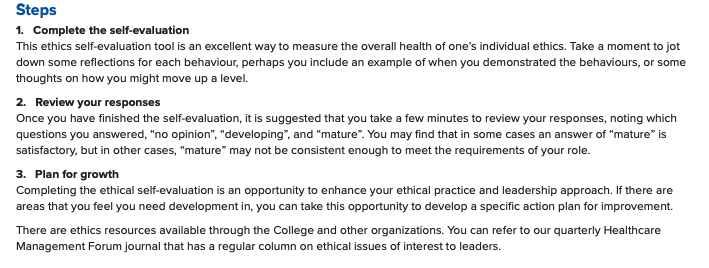 Steps
1. Complete the self-evaluation
This ethics self-evaluation tool is an excellent way to measure the overall health of one's individual ethics. Take a moment to jot
down some reflections for each behaviour, perhaps you include an example of when you demonstrated the behaviours, or some
thoughts on how you might move up a level.
2. Review your responses
Once you have finished the self-evaluation, it is suggested that you take a few minutes to review your responses, noting which
questions you answered, "no opinion", "developing", and "mature". You may find that in some cases an answer of "mature" is
satisfactory, but in other cases, "mature" may not be consistent enough to meet the requirements of your role.
3. Plan for growth
Completing the ethical self-evaluation is an opportunity to enhance your ethical practice and leadership approach. If there are
areas that you feel you need development in, you can take this opportunity to develop a specific action plan for improvement.
There are ethics resources available through the College and other organizations. You can refer to our quarterly Healthcare
Management Forum journal that has a regular column on ethical issues of interest to leaders.